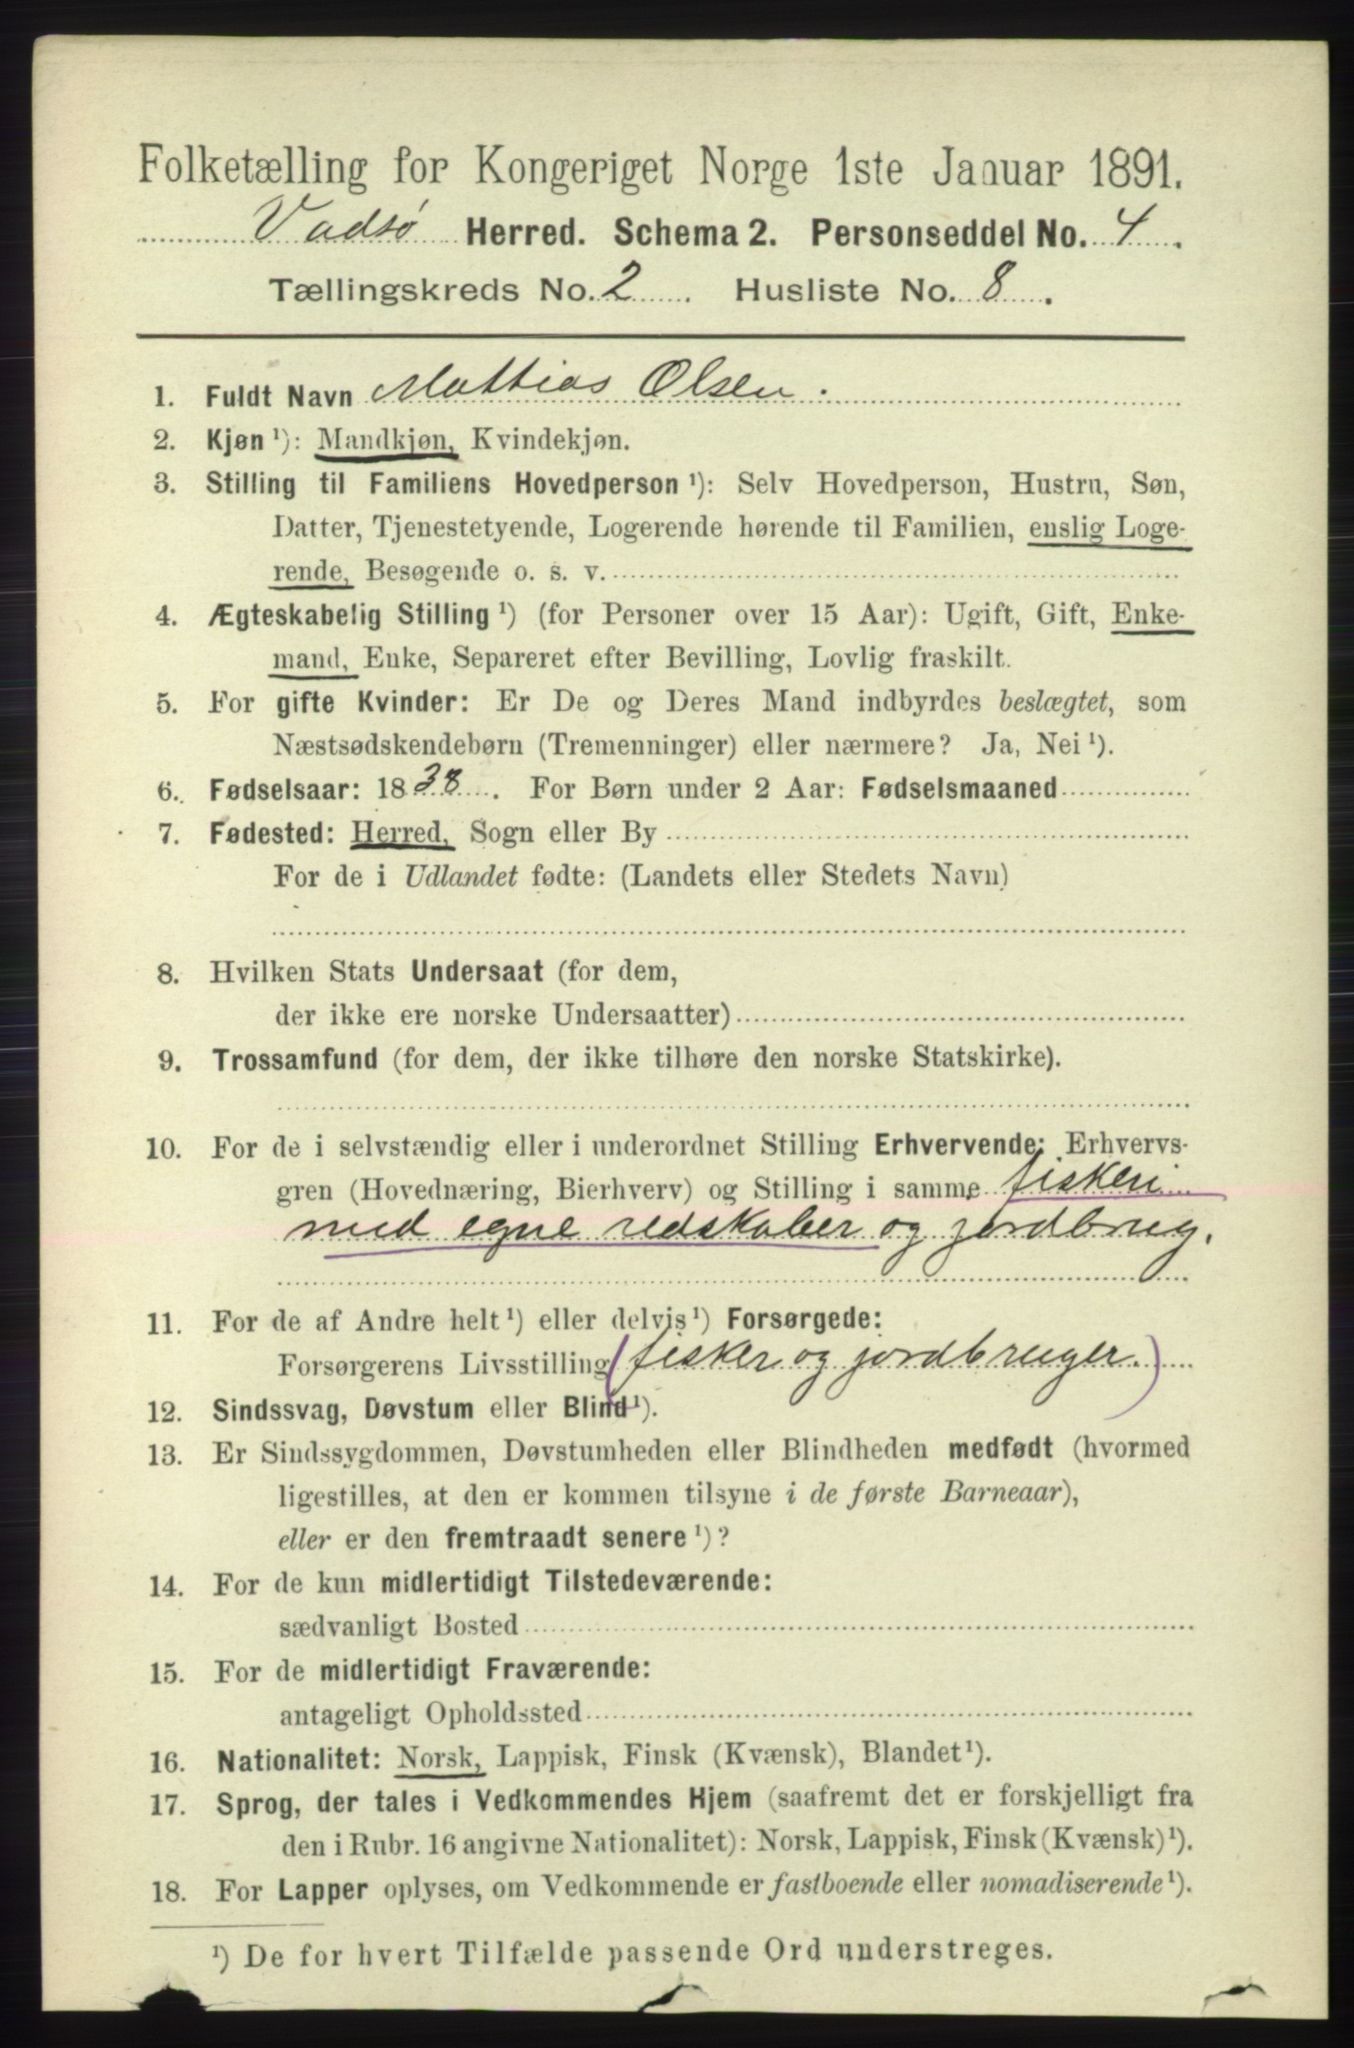 Folketælling for Kongeriget Norge 1ste Januar 1891.
Vadsø Herred. Schema 2. Personseddel No. 4.
Tællingskreds No. 2. Husliste No. 8.
1. Fuldt Navn Mattias Olsen.
2. Kjøn ¹): Mandkjøn, Kvindekjøn.
3. Stilling til Familiens Hovedperson ¹): Selv Hovedperson, Hustru, Søn,
Datter, Tjenestetyende, Logerende hørende til Familien, enslig Loge-
rende, Besøgende o. s. v.
4. Ægteskabelig Stilling ¹) (for Personer over 15 Aar): Ugift, Gift, Enke-
mand, Enke, Separeret efter Bevilling, Lovlig fraskilt.
5. For gifte Kvinder: Er De og Deres Mand indbyrdes beslægtet, som
Næstsødskendebørn (Tremenninger) eller nærmere? Ja, Nei ¹).
6. Fødselsaar: 1838. For Børn under 2 Aar: Fødselsmaaned
7. Fødested: Herred, Sogn eller By
For de i Udlandet fødte: (Landets eller Stedets Navn)
8. Hvilken Stats Undersaat (for dem,
der ikke ere norske Undersaatter)
9. Trossamfund (for dem, der ikke tilhøre den norske Statskirke).
10. For de i selvstændig eller i underordnet Stilling Erhvervende: Erhvervs-
gren (Hovednæring, Bierhverv) og Stilling i samme fiskeri
med egne redskaber og jordbrug.
11. For de af Andre helt ¹) eller delvis ¹) Forsørgede:
Forsørgerens Livsstilling (fisker og jordbruger.)
12. Sindssvag, Døvstum eller Blind ¹).
13. Er Sindssygdommen, Døvstumheden eller Blindheden medfødt (hvormed
ligestilles, at den er kommen tilsyne i de første Barneaar),
eller er den fremtraadt senere ¹)?
14. For de kun midlertidigt Tilstedeværende:
sædvanligt Bosted
15. For de midlertidigt Fraværende:
antageligt Opholdssted
16. Nationalitet: Norsk, Lappisk, Finsk (Kvænsk), Blandet ¹).
17. Sprog, der tales i Vedkommendes Hjem (saafremt det er forskjelligt fra
den i Rubr. 16 angivne Nationalitet): Norsk, Lappisk, Finsk (Kvænsk) ¹).
18. For Lapper oplyses, om Vedkommende er fastboende eller nomadiserende ¹).
¹) De for hvert Tilfælde passende Ord understreges.